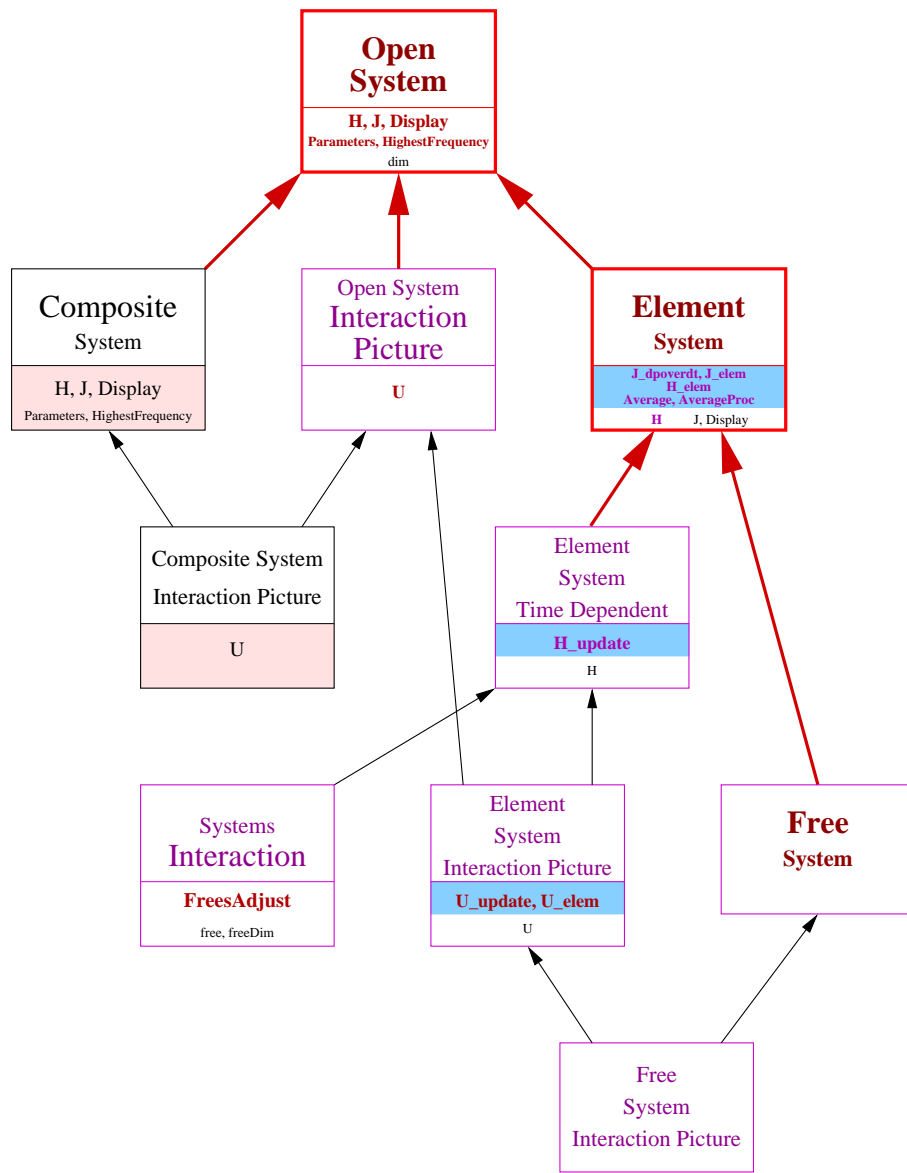 Open
System
H, J, Display
Parameters, HighestFrequency
dim
Composite
System
H, J, Display
Parameters, HighestFrequency
Open System
Interaction
Picture
U
Element
System
J_dpoverdt, J_elem
H_elem
Average, AverageProc
H J, Display
Composite System
Interaction Picture
U
Element
System
Time Dependent
H_update
H
Systems
Interaction
FreesAdjust
free, freeDim
Element
System
Interaction Picture
U_update, U_elem
U
Free
System
Free
System
Interaction Picture